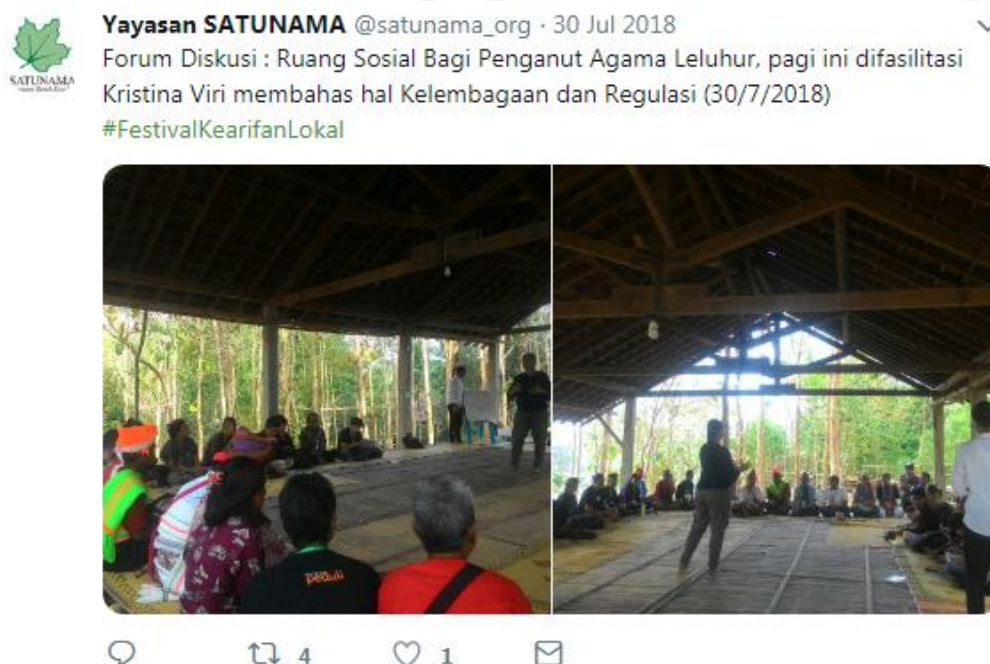 Yayasan SATUNAMA @satunama_org · 30 Jul 2018
Forum Diskusi : Ruang Sosial Bagi Penganut Agama Leluhur, pagi ini difasilitasi
Kristina Viri membahas hal Kelembagaan dan Regulasi (30/7/2018)
#FestivalKearifanLokal
SATUNAMA
peduli
4
1